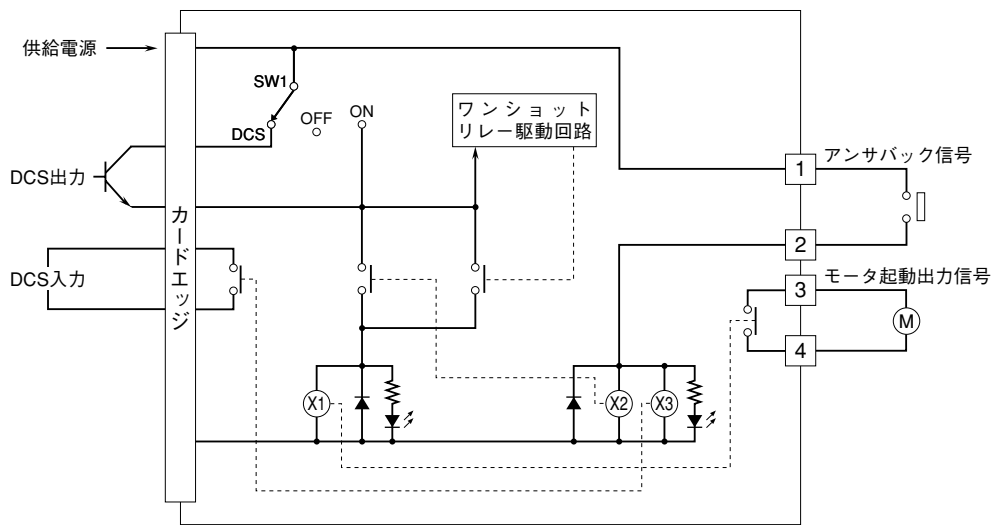 供給電源
SW1
OFF
ON
DCS
ワンショット
リレー駆動回路
DCS出力
カードエッジ
DCS入力
1
アンサバック信号
2
3
モータ起動出力信号
4
M
X1
X2
X3